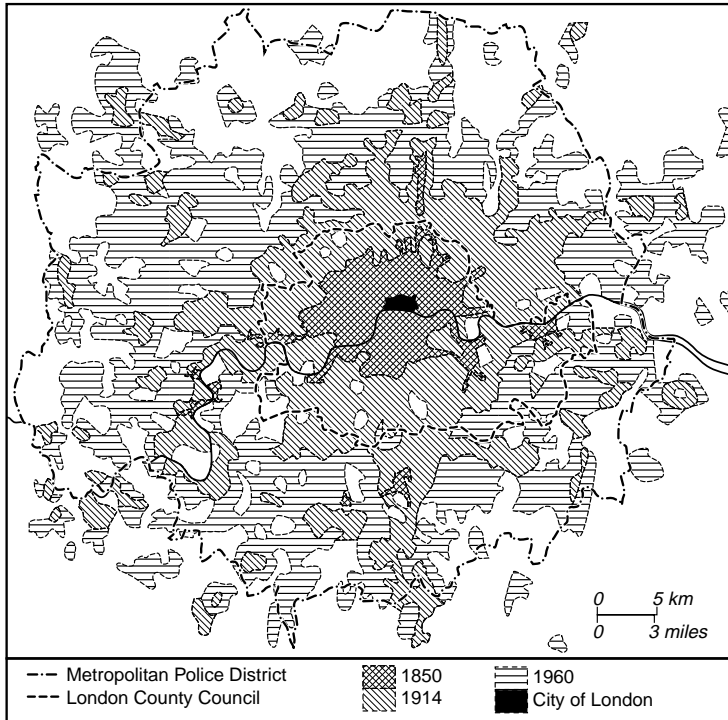 0 5 km
0 3 miles
Metropolitan Police District
London County Council
1850
1914
1960
City of London